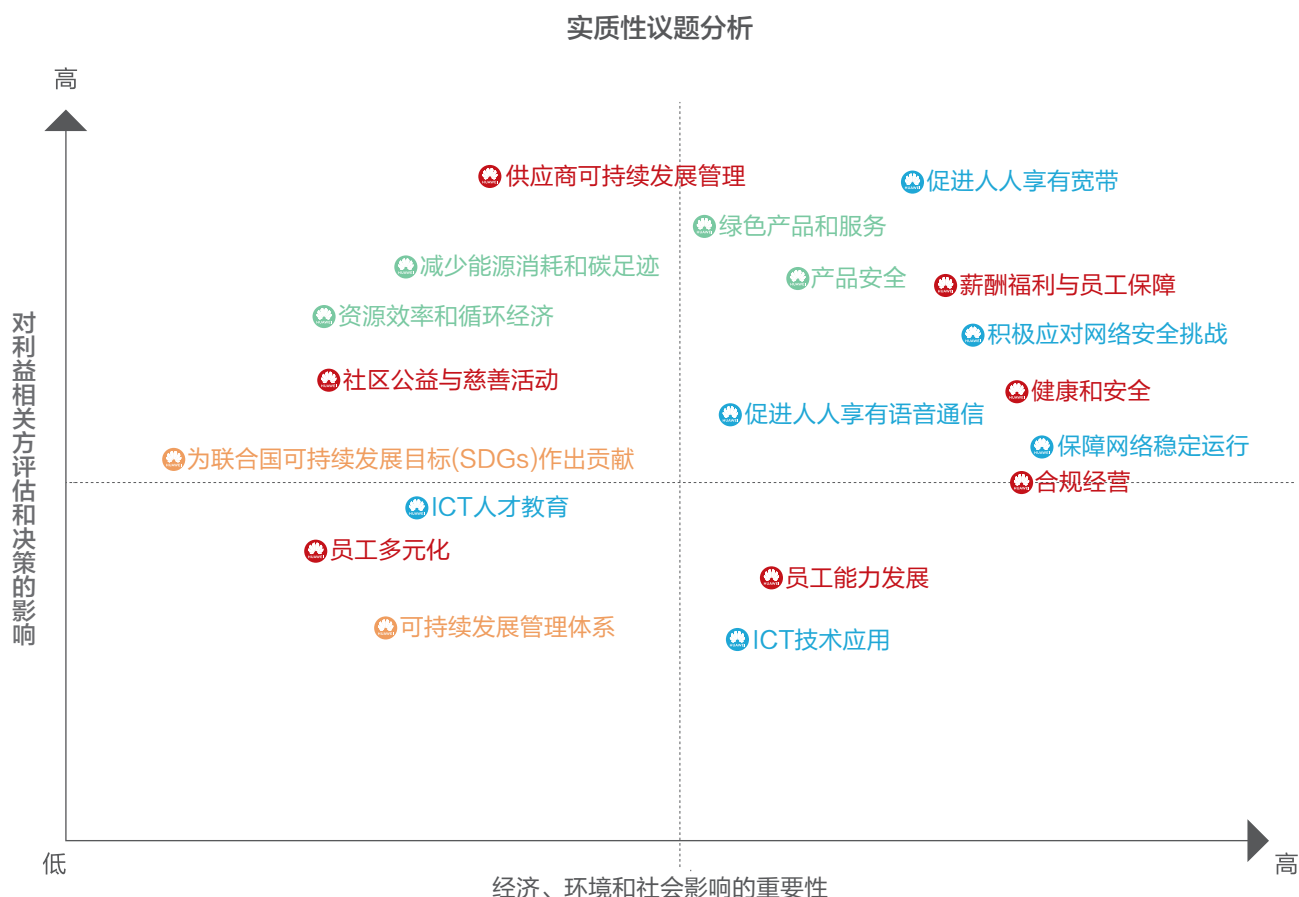 实质性议题分析
高
供应商可持续发展管理
促进人人享有宽带
绿色产品和服务
减少能源消耗和碳足迹
产品安全
薪酬福利与员工保障
资源效率和循环经济
积极应对网络安全挑战
社区公益与慈善活动
健康和安全
促进人人享有语音通信
保障网络稳定运行
为联合国可持续发展目标(SDGs)作出贡献
合规经营
ICT人才教育
员工多元化
员工能力发展
可持续发展管理体系
ICT技术应用
对利益相关方评估和决策的影响
低
高
经济、环境和社会影响的重要性